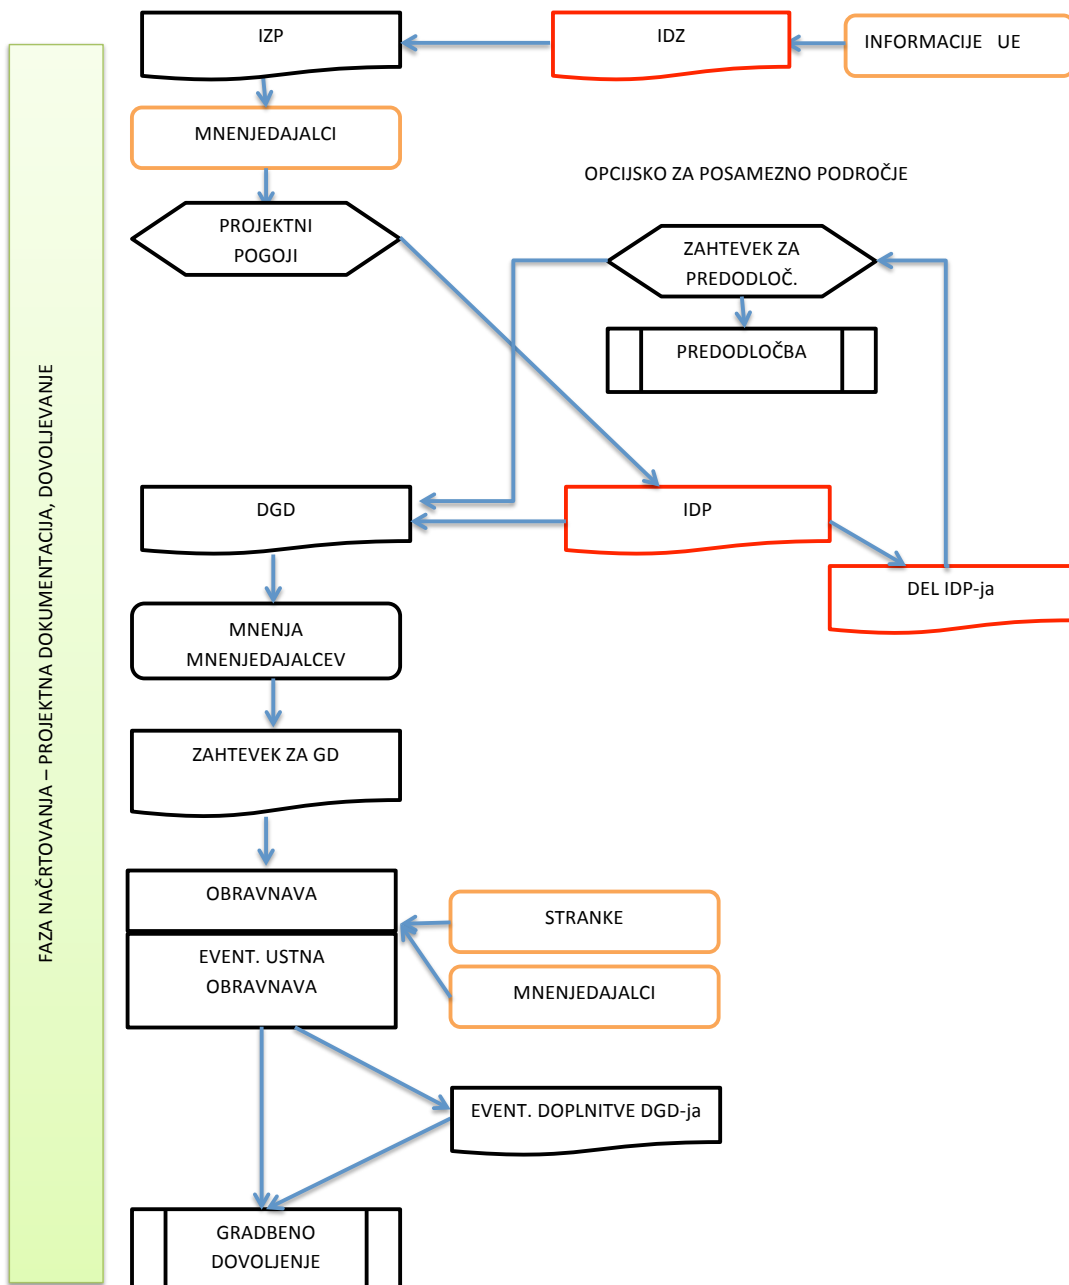 IZP
IDZ
INFORMACIJE UE
MNENJEDAJALCI
OPCIJSKO ZA POSAMEZNO PODROČJE
PROJEKTNI
POGOJI
ZAHTEVEK ZA
PREDODLOČ.
PREDODLOČBA
FAZA NAČRTOVANJA – PROJEKTNA DOKUMENTACIJA, DOVOLJEVANJE
DGD
IDP
DEL IDP-ja
MNENJA
MNENJEDAJALCEV
ZAHTEVEK ZA GD
OBRAVNAVA
STRANKE
EVENT. USTNA
OBRAVNAVA
MNENJEDAJALCI
EVENT. DOPLNITVE DGD-ja
GRADBENO
DOVOLJENJE